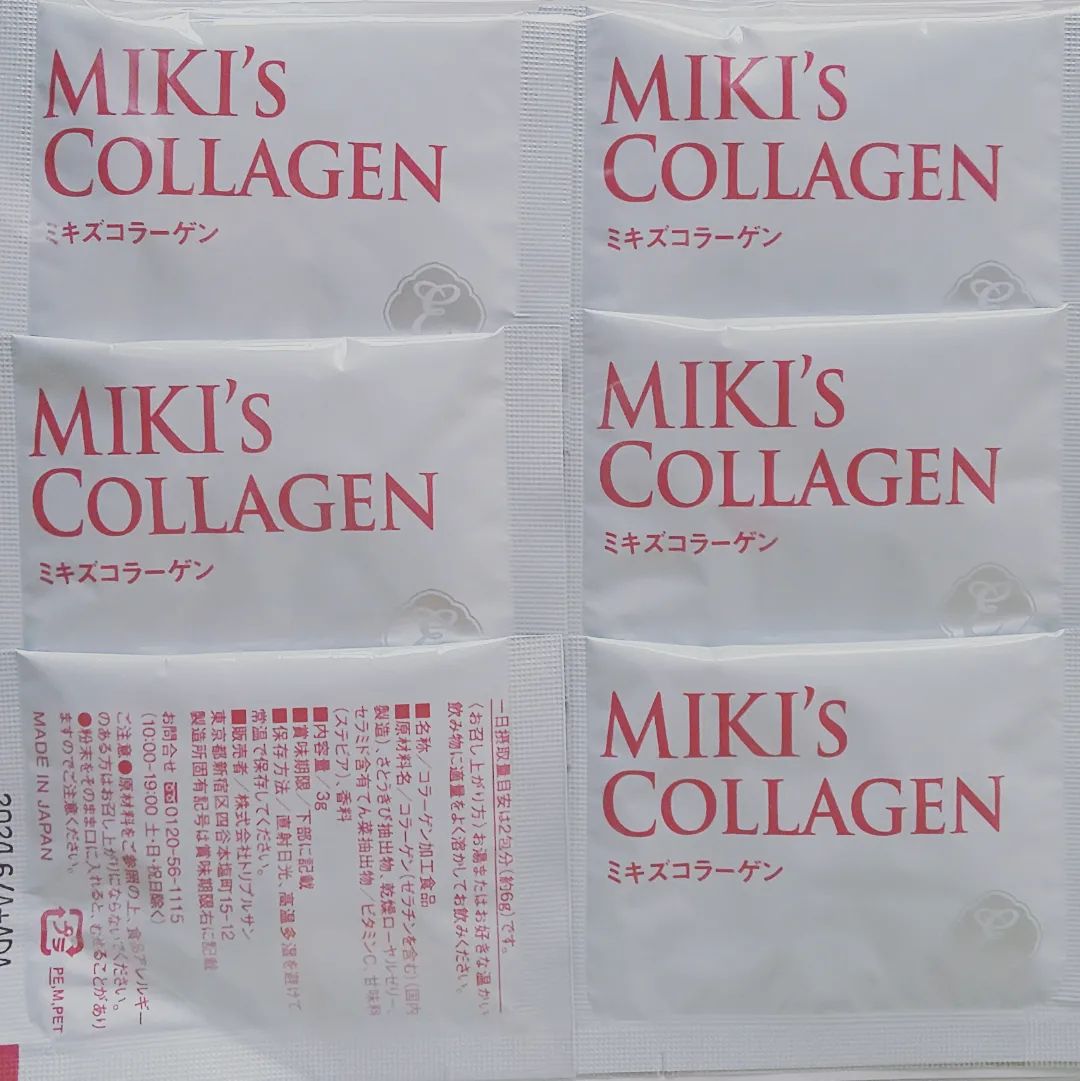 MIKI's
COLLAGEN
ミキズコラーゲン
MIKI's
COLLAGEN
ミキズコラーゲン
MIKI's
COLLAGEN
ミキズコラーゲン
MIKI's
COLLAGEN
ミキズコラーゲン
一日摂取量目安は2包分(約6g)です。
〈お召し上がり方〉お湯またはお好きな温かい
飲み物に適量をよく溶かしてお飲みください。
■名称／コラーゲン加工食品
■原材料名／コラーゲン(ゼラチンを含む)(国内
製造)、さとうきび抽出物、乾燥ローヤルゼリー、
セラミド含有てん菜抽出物／ビタミンC、甘味料
(ステビア)、香料
■内容量／3g
■賞味期限／下部に記載
■保存方法／直射日光、高温多湿を避けて
常温で保存してください。
■販売者／株式会社トリプルサン
東京都新宿区四谷本塩町15-12
製造所固有記号は賞味期限右に記載
お問合せ 0120-56-1115
(10:00-19:00 土・日・祝日除く)
ご注意●原材料をご参照の上、食物アレルギー
のある方はお召し上がりにならないでください。
●粉末をそのまま口に入れると、むせることがあり
ますのでご注意ください。
MADE IN JAPAN
プラ
PE,M,PET
MIKI's
COLLAGEN
ミキズコラーゲン